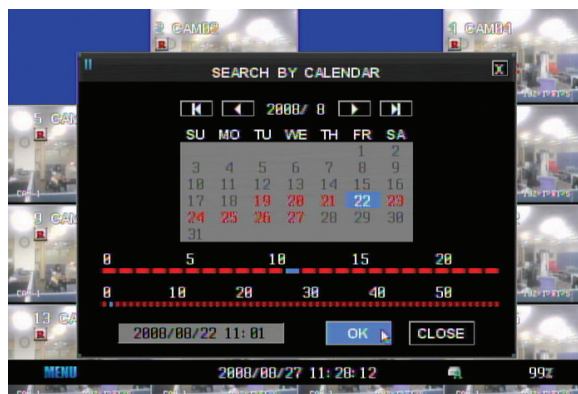 2 CAM02
4 CAM04
R
R
SEARCH BY CALENDAR
X
2008/ 8
SU MO TU WE TH FR SA
1 2
3 4 5 6 7 8 9
10 11 12 13 14 15 16
17 18 19 20 21 22 23
24 25 26 27 28 29 30
31
5 CAM
R
9 CAM
R
13 CA
R
0 5 10 15 20
0 10 20 30 40 50
2008/08/22 11:01
OK
CLOSE
MENU
2008/08/27 11:28:12
99%